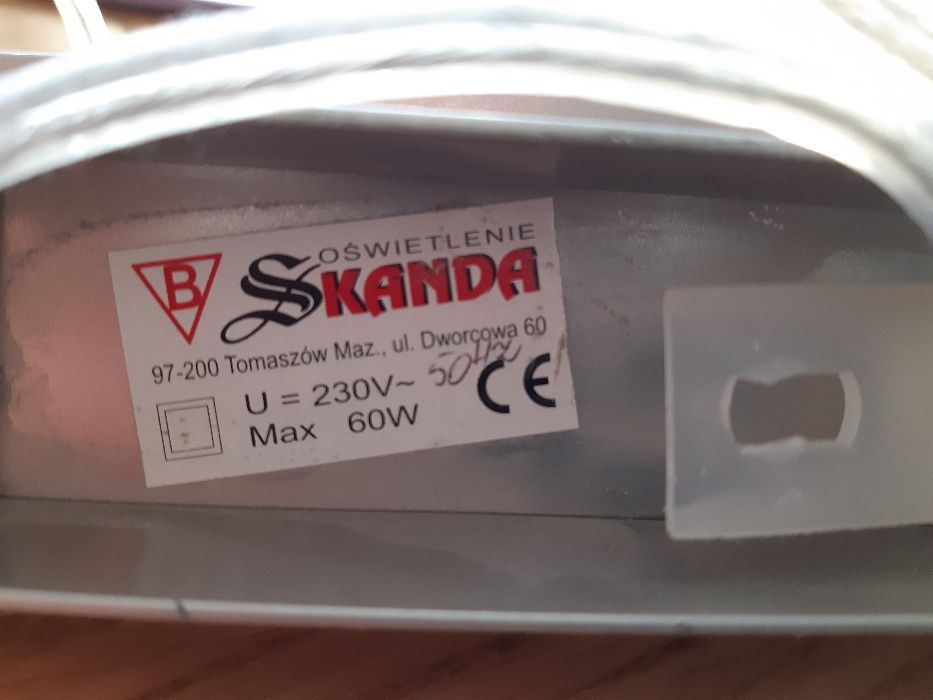 B
OŚWIETLENIE
SKANDA
97-200 Tomaszów Maz., ul. Dworcowa 60
U = 230V~ 50Hz CE
Max 60W